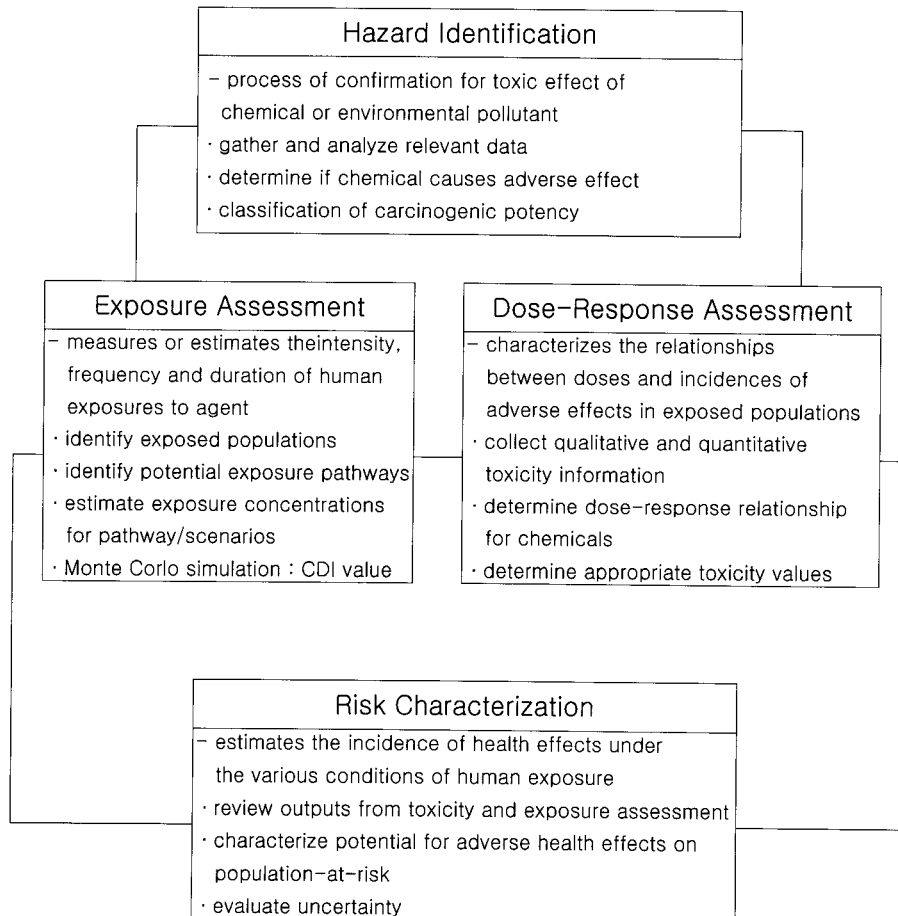 Hazard Identification
- process of confirmation for toxic effect of
chemical or environmental pollutant
· gather and analyze relevant data
· determine if chemical causes adverse effect
· classification of carcinogenic potency
Exposure Assessment
- measures or estimates theintensity,
frequency and duration of human
exposures to agent
· identify exposed populations
· identify potential exposure pathways
· estimate exposure concentrations
for pathway/scenarios
· Monte Corlo simulation : CDI value
Dose-Response Assessment
- characterizes the relationships
between doses and incidences of
adverse effects in exposed populations
· collect qualitative and quantitative
toxicity information
· determine dose-response relationship
for chemicals
· determine appropriate toxicity values
Risk Characterization
- estimates the incidence of health effects under
the various conditions of human exposure
· review outputs from toxicity and exposure assessment
· characterize potential for adverse health effects on
population-at-risk
· evaluate uncertainty